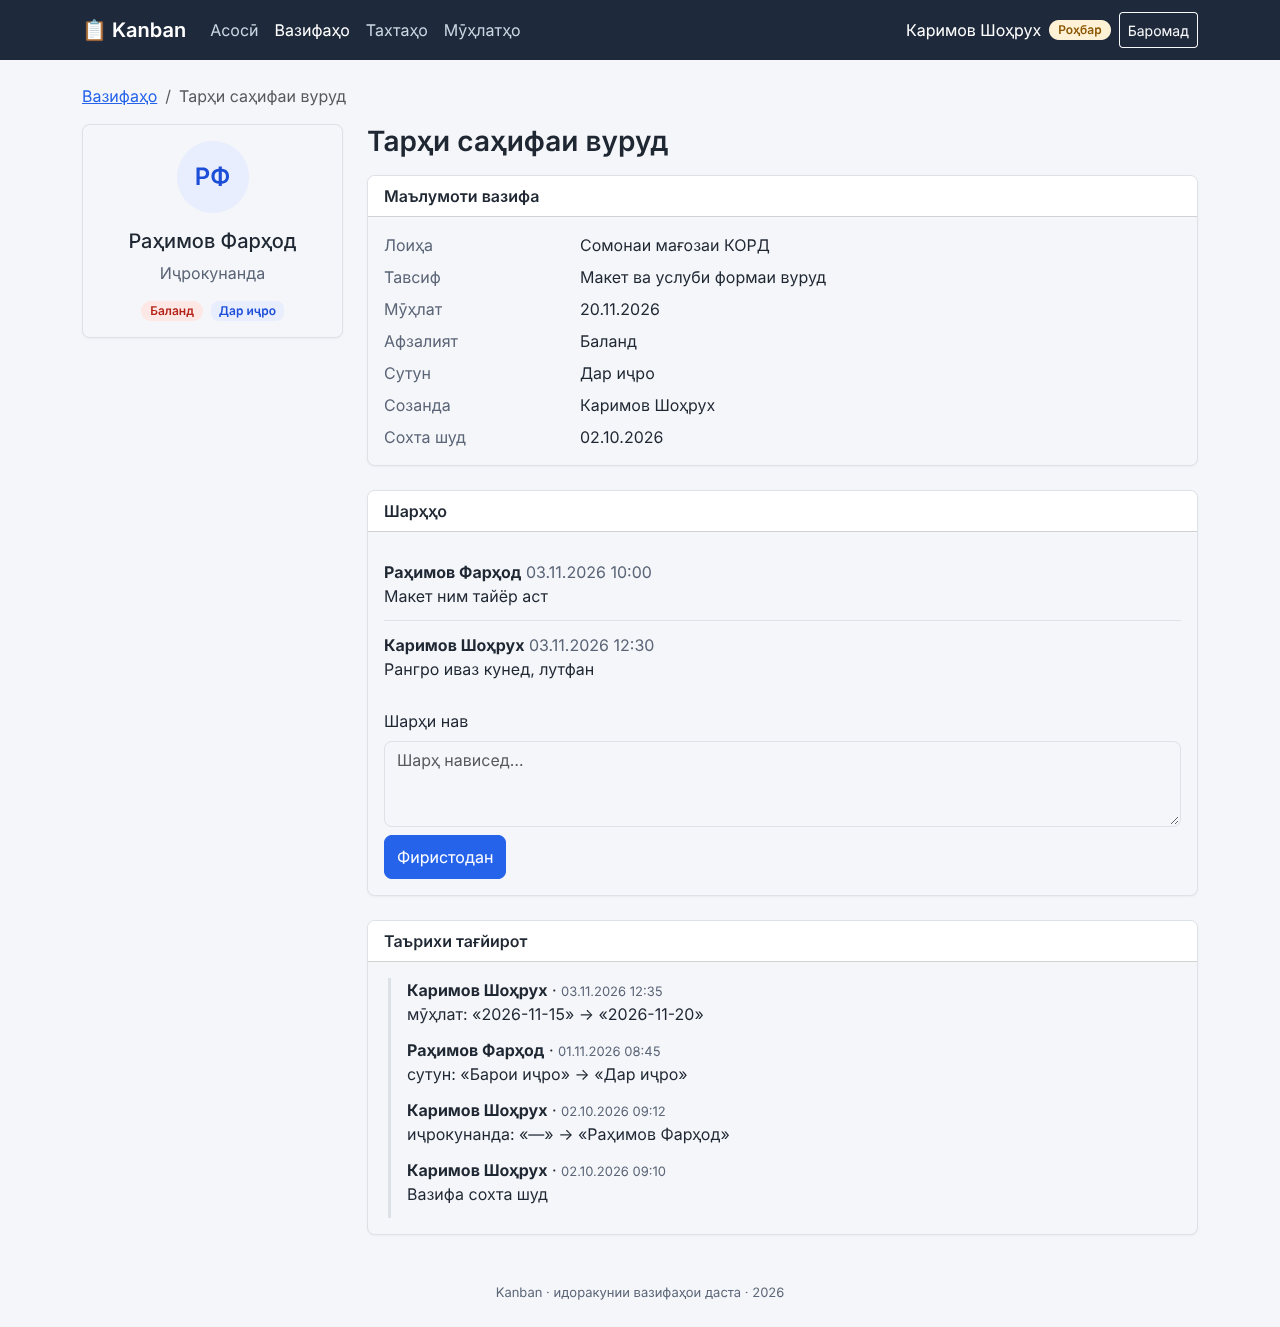 📋 Kanban Асосӣ Вазифаҳо Тахтаҳо Мӯҳлатҳо Каримов Шоҳрух Роҳбар Баромад
Вазифаҳо / Тарҳи саҳифаи вуруд
РФ
Раҳимов Фарҳод
Иҷрокунанда
Баланд Дар иҷро
Тарҳи саҳифаи вуруд
Маълумоти вазифа
Лоиҳа Сомонаи мағозаи КОРД
Тавсиф Макет ва услуби формаи вуруд
Мӯҳлат 20.11.2026
Афзалият Баланд
Сутун Дар иҷро
Созанда Каримов Шоҳрух
Сохта шуд 02.10.2026
Шарҳҳо
Раҳимов Фарҳод 03.11.2026 10:00
Макет ним тайёр аст
Каримов Шоҳрух 03.11.2026 12:30
Рангро иваз кунед, лутфан
Шарҳи нав
Шарҳ нависед...
Фиристодан
Таърихи тағйирот
Каримов Шоҳрух · 03.11.2026 12:35
мӯҳлат: «2026-11-15» → «2026-11-20»
Раҳимов Фарҳод · 01.11.2026 08:45
сутун: «Барои иҷро» → «Дар иҷро»
Каримов Шоҳрух · 02.10.2026 09:12
иҷрокунанда: «—» → «Раҳимов Фарҳод»
Каримов Шоҳрух · 02.10.2026 09:10
Вазифа сохта шуд
Kanban · идоракунии вазифаҳои даста · 2026